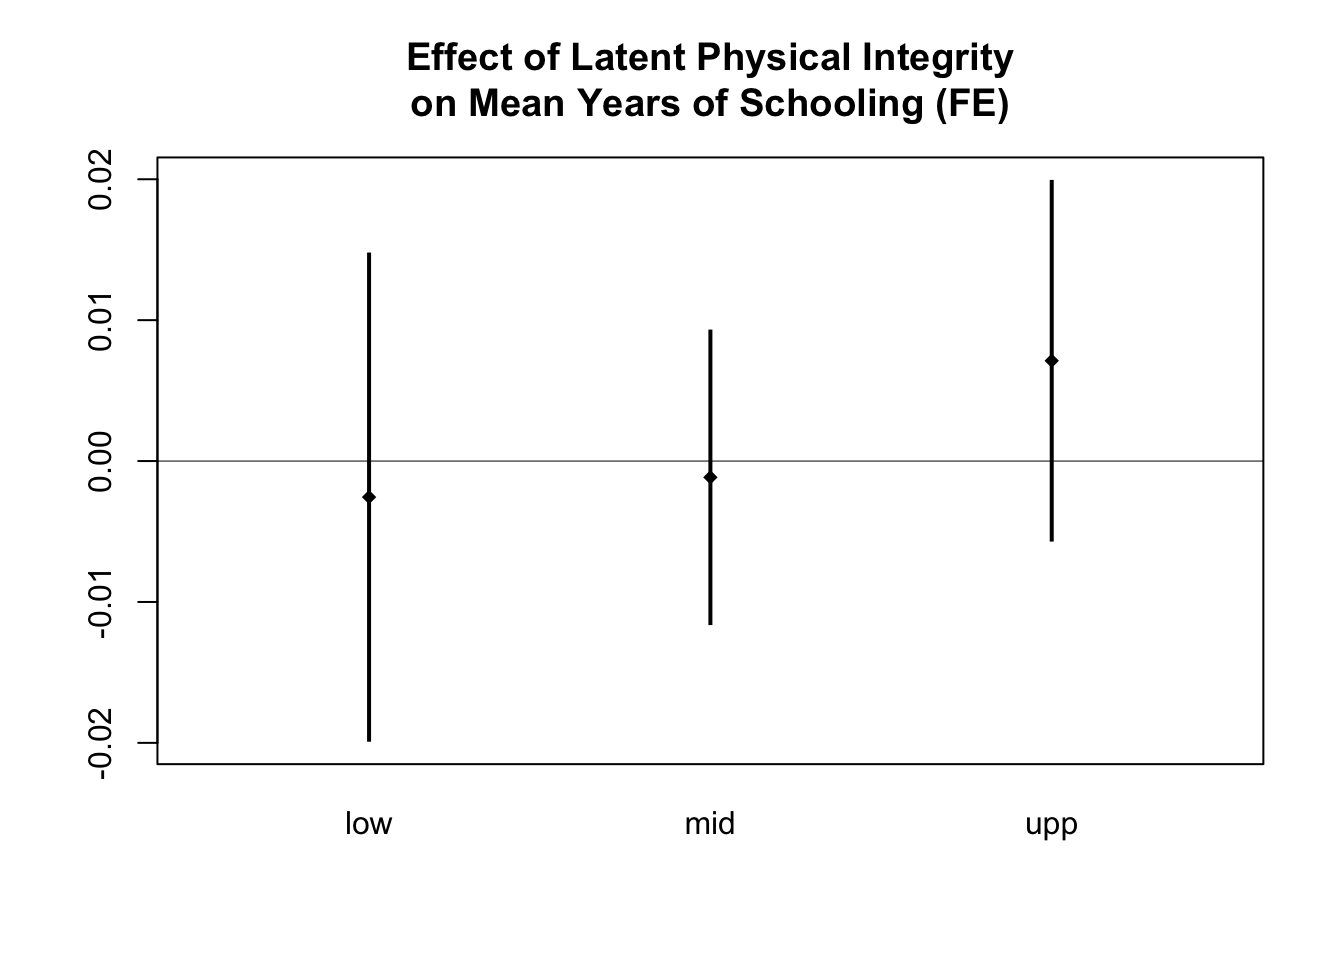 Effect of Latent Physical Integrity
on Mean Years of Schooling (FE)
0.02
0.01
0.00
-0.01
-0.02
low mid upp